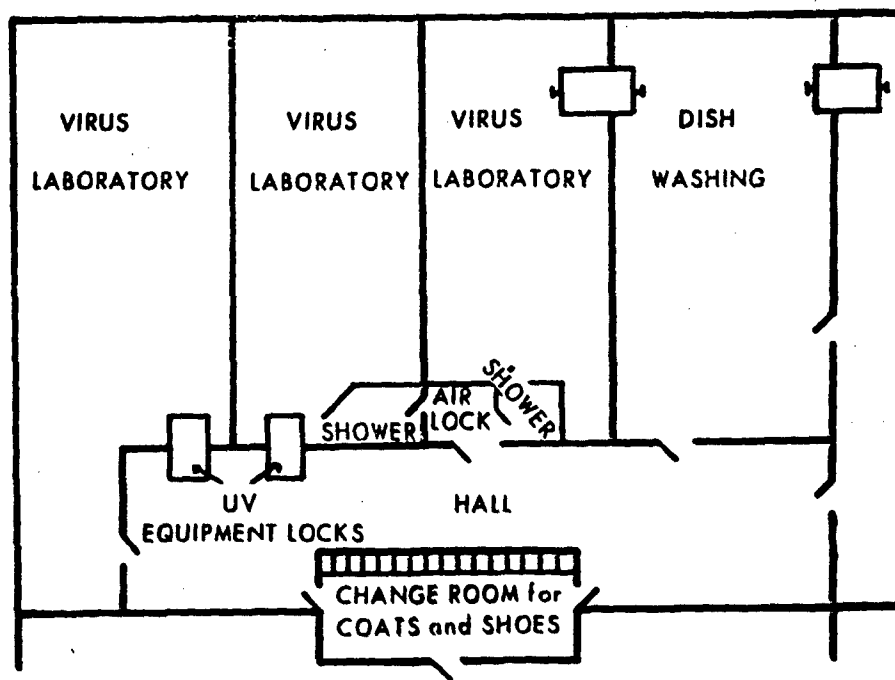 VIRUS
LABORATORY
VIRUS
LABORATORY
VIRUS
LABORATORY
DISH
WASHING
SHOWER
AIR
LOCK
SHOWER
UV
EQUIPMENT LOCKS
HALL
CHANGE ROOM for
COATS and SHOES